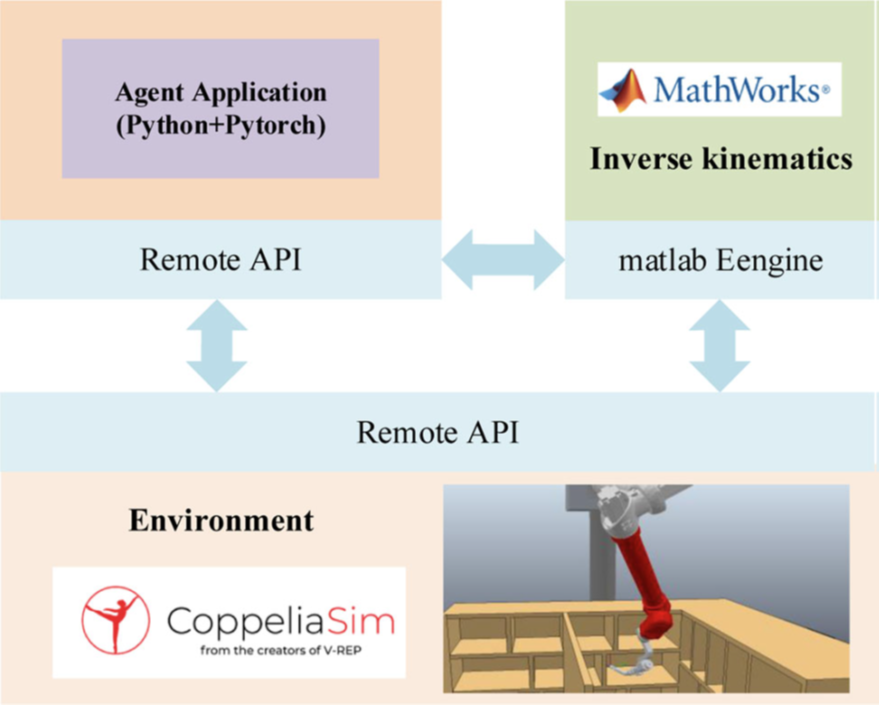 Agent Application
(Python+Pytorch)
MathWorks®
Inverse kinematics
Remote API
matlab Eengine
Remote API
Environment
CoppeliaSim
from the creators of V-REP